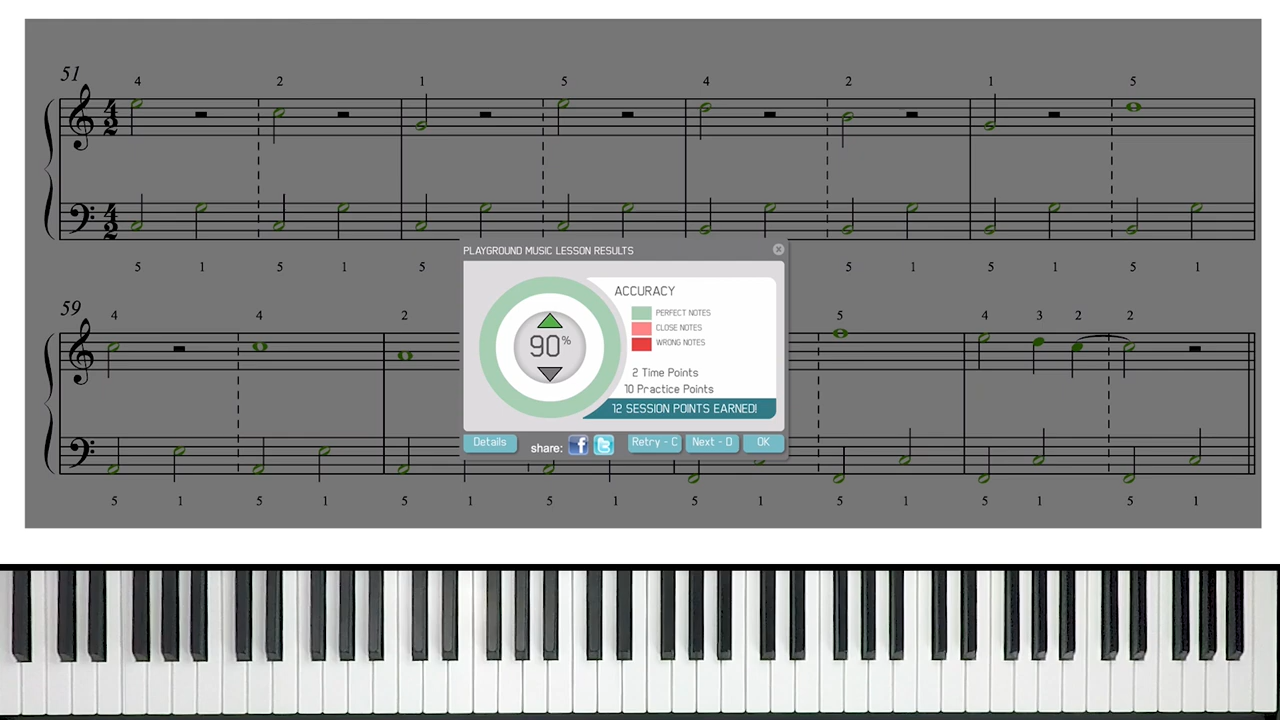 51
4 2 1 5 4 2 1 5
4 4
2 2
5 1 5 1 5 5 1 5 1 5 1
PLAYGROUND MUSIC LESSON RESULTS
ACCURACY
PERFECT NOTES
CLOSE NOTES
WRONG NOTES
90%
2 Time Points
10 Practice Points
12 SESSION POINTS EARNED!
Details share: f t Retry - C Next - D OK
59
4 4 2 5 4 3 2 2
5 1 5 1 5 1 5 1 5 1 5 1 5 1 5 1